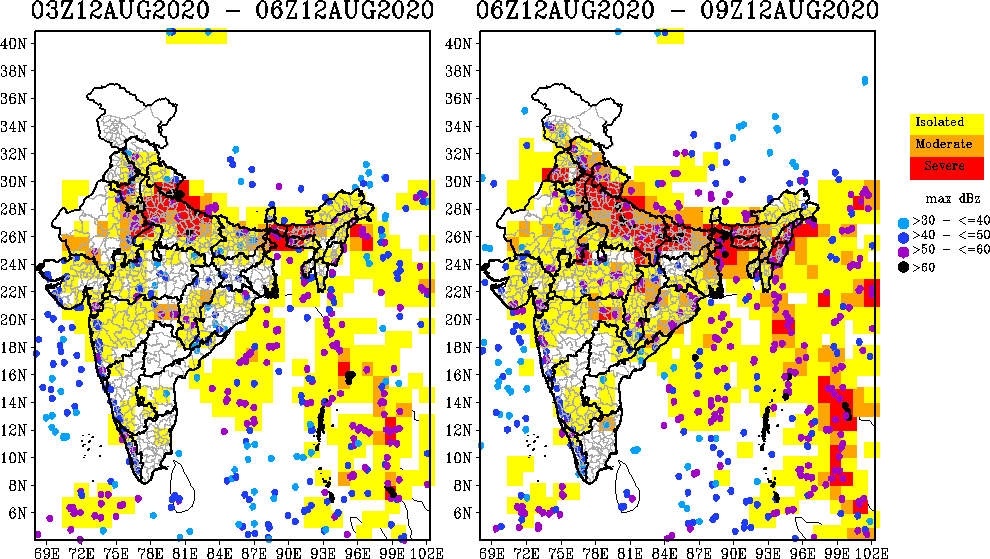 03Z12AUG2020 - 06Z12AUG2020
06Z12AUG2020 - 09Z12AUG2020
40N
38N
36N
34N
32N
30N
28N
26N
24N
22N
20N
18N
16N
14N
12N
10N
8N
6N
69E 72E 75E 78E 81E 84E 87E 90E 93E 96E 99E 102E
40N
38N
36N
34N
32N
30N
28N
26N
24N
22N
20N
18N
16N
14N
12N
10N
8N
6N
69E 72E 75E 78E 81E 84E 87E 90E 93E 96E 99E 102E
Isolated
Moderate
Severe
max dBz
>30 - <=40
>40 - <=50
>50 - <=60
>60